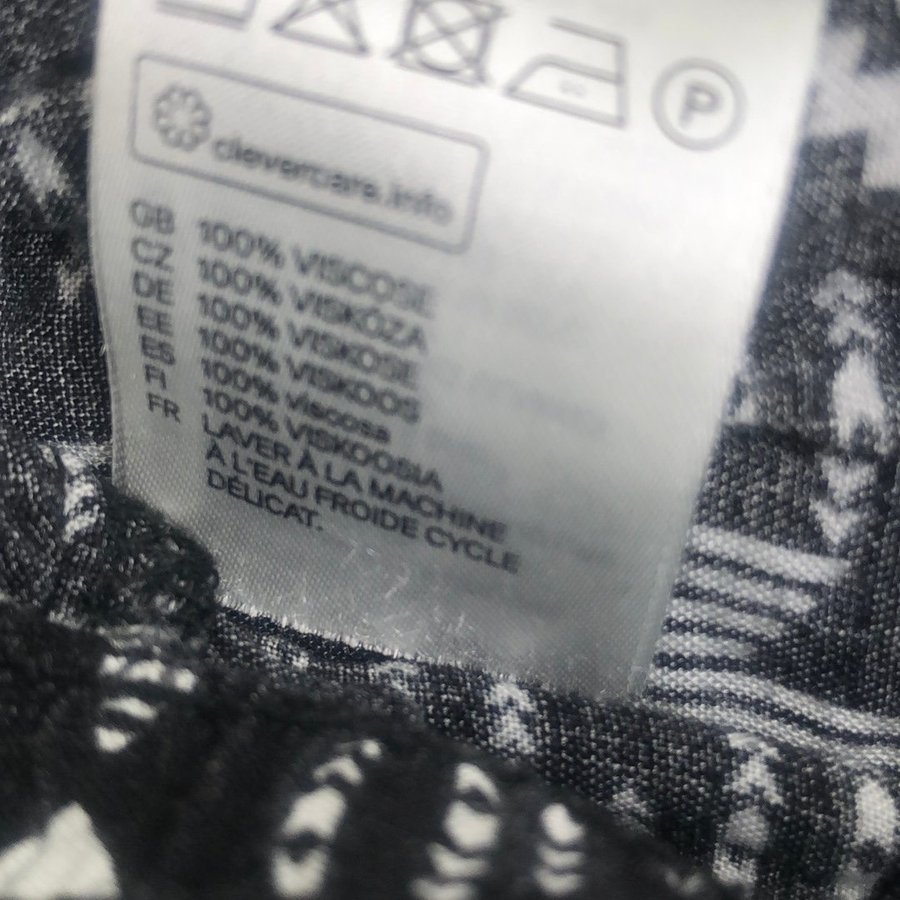 P
clevercare.info
GB 100% VISCOSE
CZ 100% VISKÓZA
DE 100% VISKOSE
EE 100% VISKOOS
ES 100% viscosa
FI 100% VISKOOSIA
FR LAVER À LA MACHINE
À L'EAU FROIDE CYCLE
DÉLICAT.